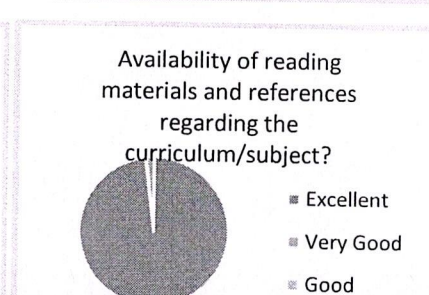 Availability of reading
materials and references
regarding the
curriculum/subject?
Excellent
Very Good
Good